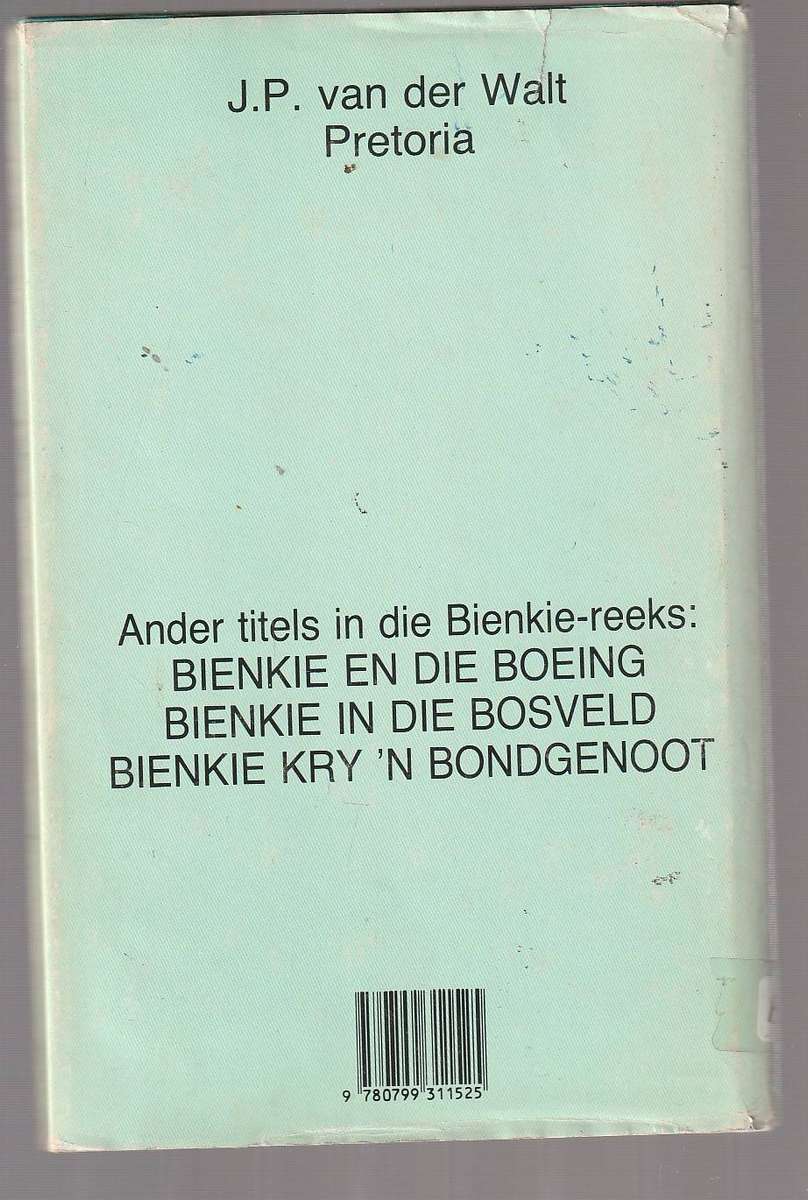 J.P. van der Walt
Pretoria
Ander titels in die Bienkie-reeks:
BIENKIE EN DIE BOEING
BIENKIE IN DIE BOSVELD
BIENKIE KRY 'N BONDGENOOT
9 780799 311525